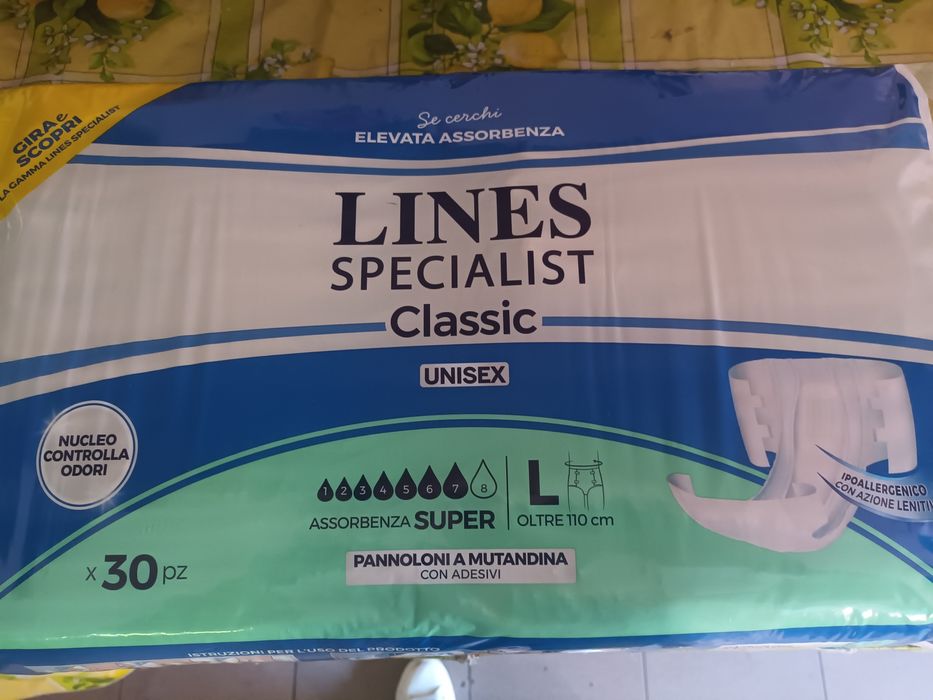 GIRA e
SCOPRI
LA GAMMA LINES SPECIALIST
Se cerchi
ELEVATA ASSORBENZA
LINES
SPECIALIST
Classic
UNISEX
NUCLEO
CONTROLLA
ODORI
1 2 3 4 5 6 7 8
ASSORBENZA SUPER
L
OLTRE 110 cm
IPOALLERGENICO
CON AZIONE LENITIV
x 30 pz
PANNOLONI A MUTANDINA
CON ADESIVI
ISTRUZIONI PER L'USO DEL PRODOTTO